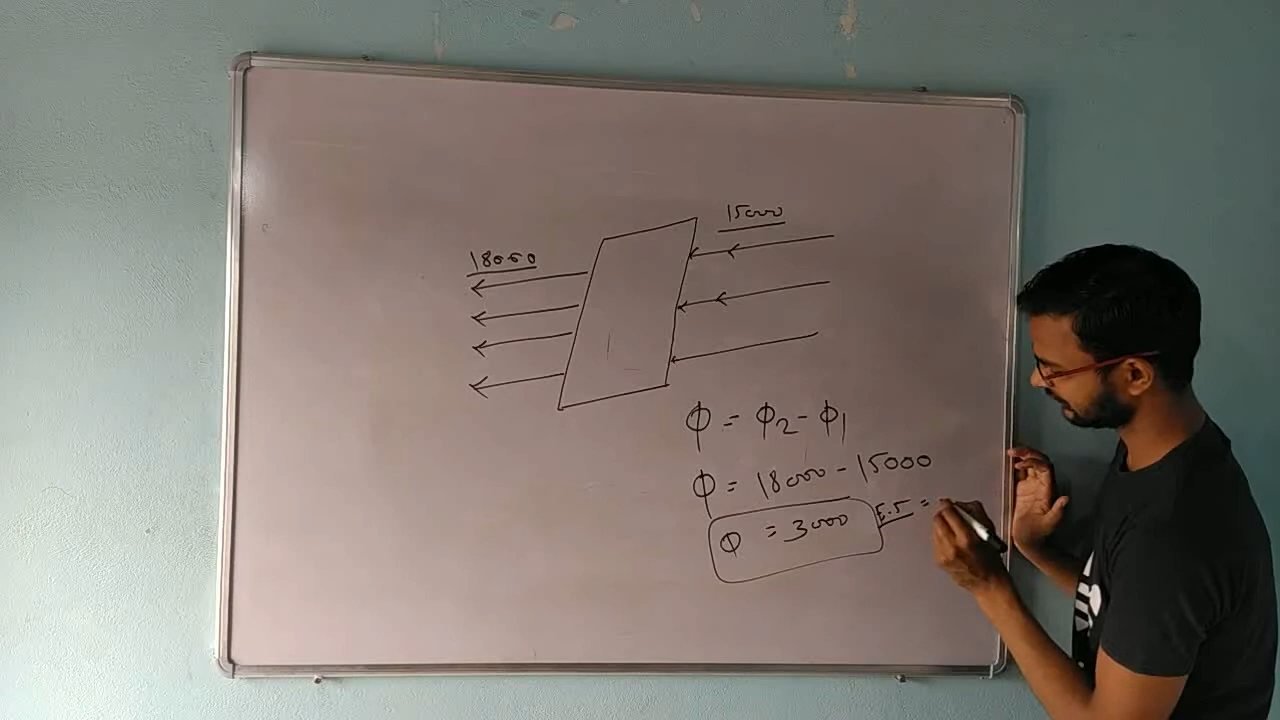 15000
18000
ϕ = ϕ2 - ϕ1
ϕ = 18000 - 15000
ϕ = 3000
=